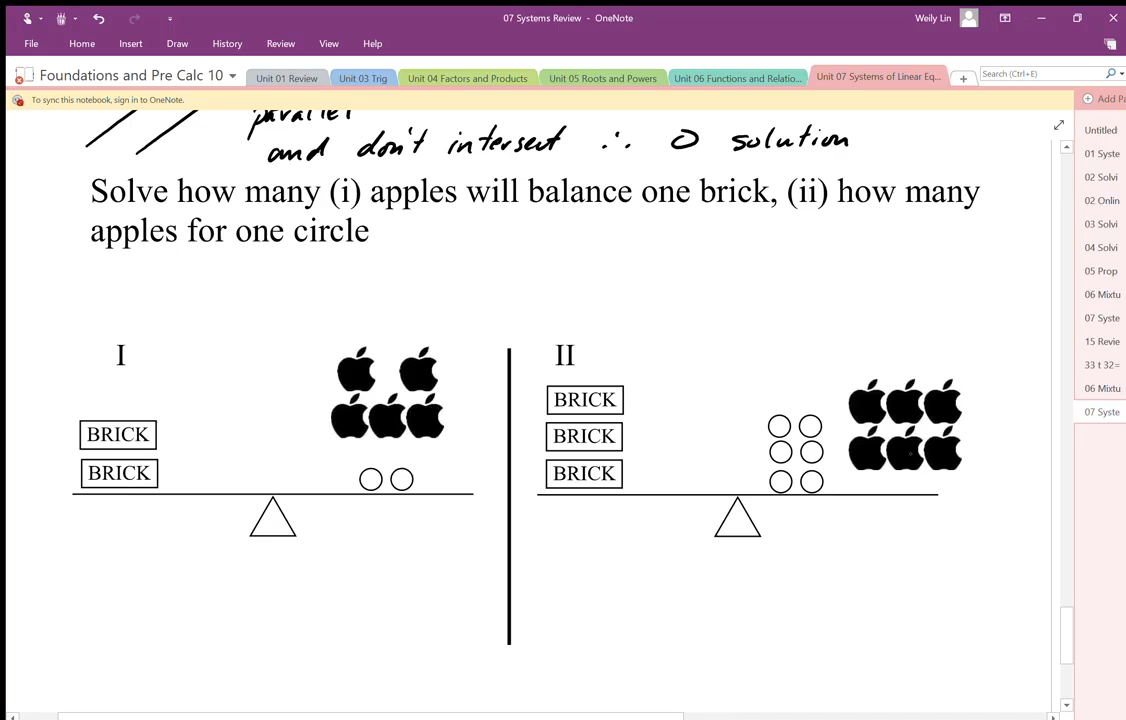 07 Systems Review - OneNote
Weily Lin
File Home Insert Draw History Review View Help
Foundations and Pre Calc 10
Unit 01 Review
Unit 03 Trig
Unit 04 Factors and Products
Unit 05 Roots and Powers
Unit 06 Functions and Relatio...
Unit 07 Systems of Linear Eq...
+
Search (Ctrl+E)
To sync this notebook, sign in to OneNote.
Add Pa
parallel
and don't intersect ∴ 0 solution
Solve how many (i) apples will balance one brick, (ii) how many
apples for one circle
I
BRICK
BRICK
II
BRICK
BRICK
BRICK
Untitled
01 Syste
02 Solvi
02 Onlin
03 Solvi
04 Solvi
05 Prop
06 Mixtu
07 Syste
15 Revie
33 t 32=
06 Mixtu
07 Syste